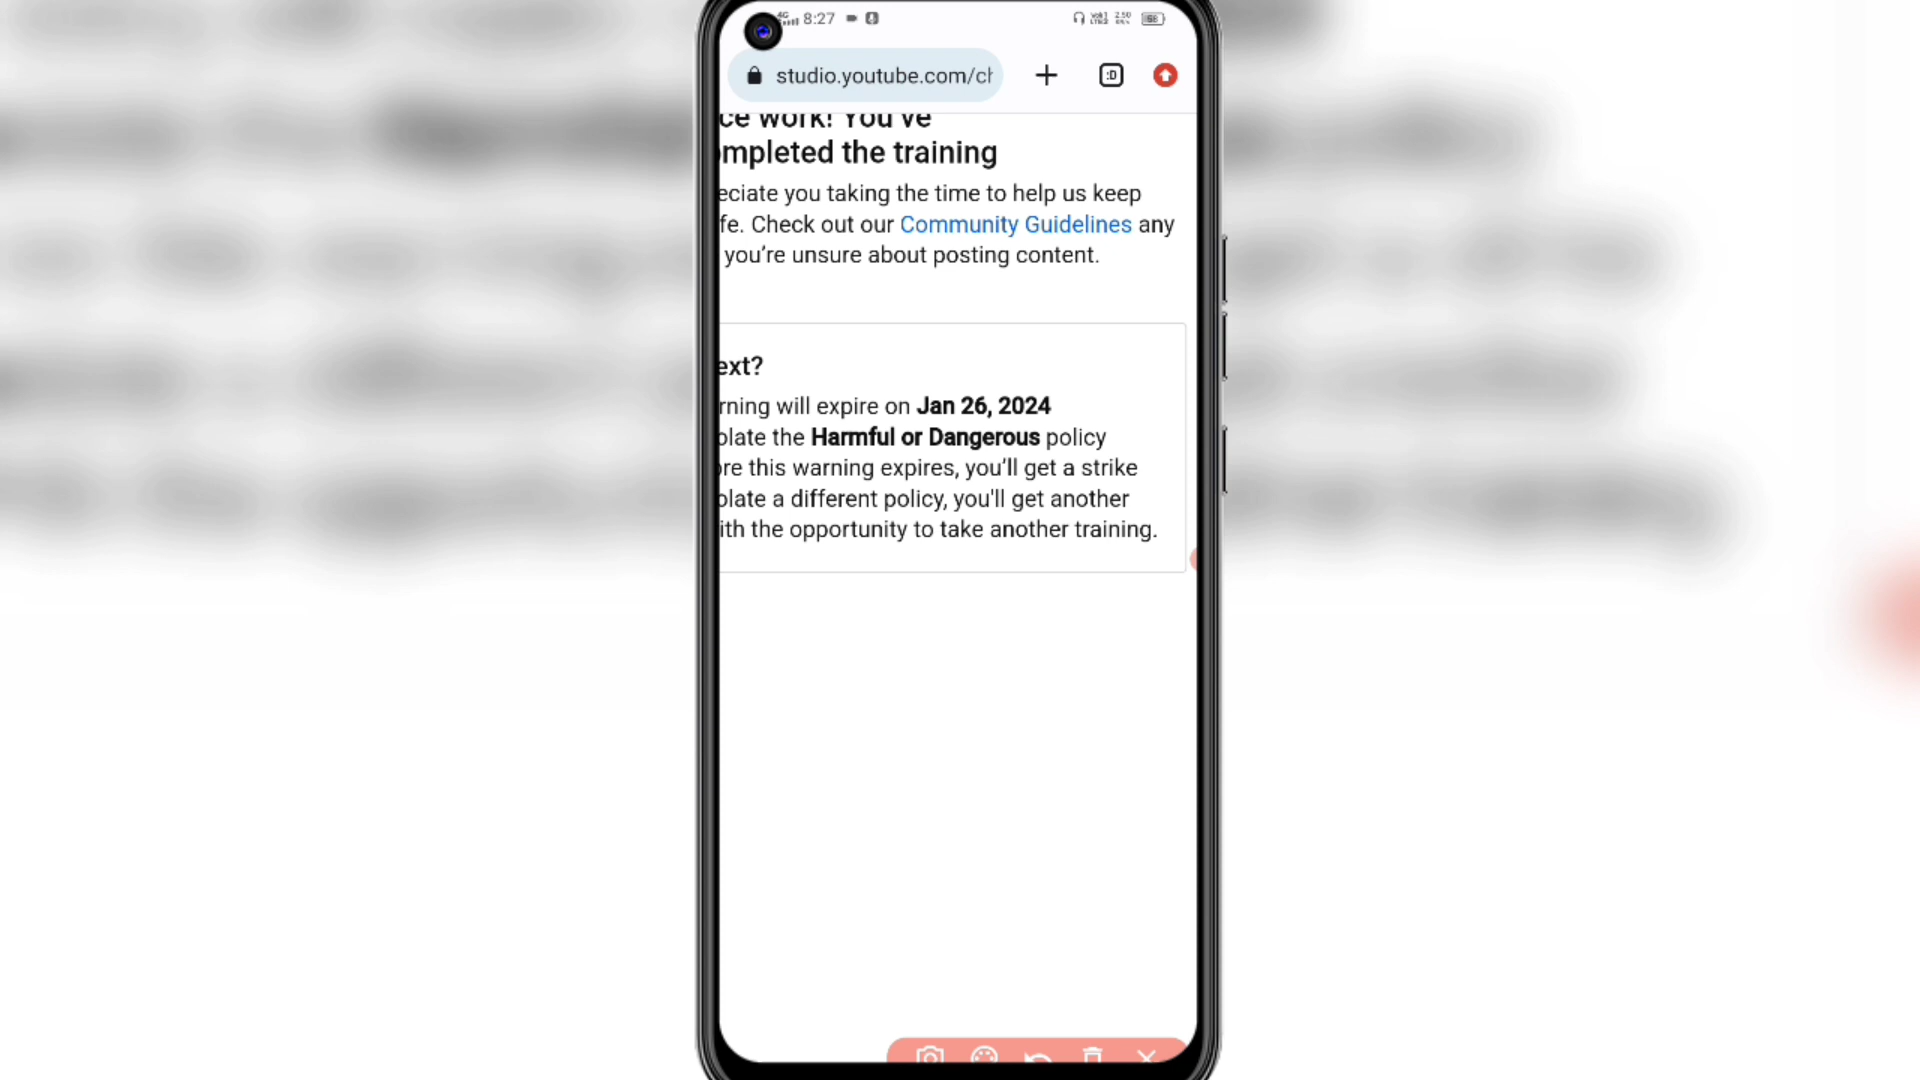 8:27
studio.youtube.com/ch
ce work! You've
mpleted the training
eciate you taking the time to help us keep
fe. Check out our Community Guidelines any
you’re unsure about posting content.
ext?
rning will expire on Jan 26, 2024
olate the Harmful or Dangerous policy
ore this warning expires, you’ll get a strike
olate a different policy, you'll get another
ith the opportunity to take another training.